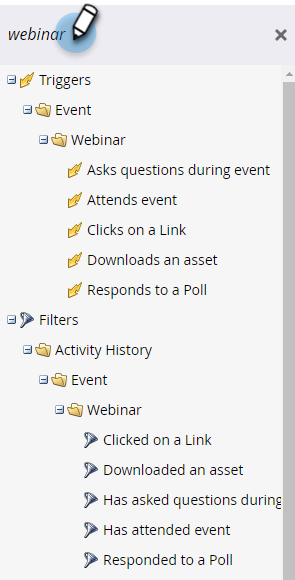 webinar
Triggers
Event
Webinar
Asks questions during event
Attends event
Clicks on a Link
Downloads an asset
Responds to a Poll
Filters
Activity History
Event
Webinar
Clicked on a Link
Downloaded an asset
Has asked questions during
Has attended event
Responded to a Poll